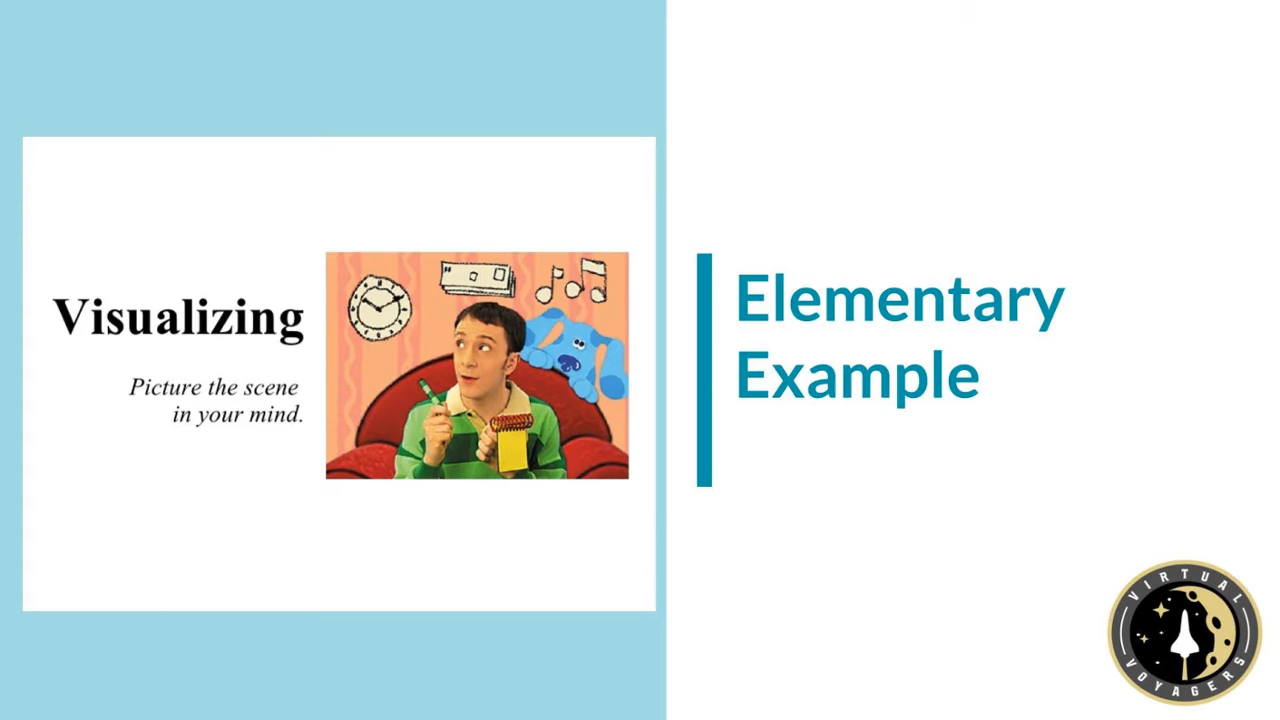 Visualizing
Picture the scene
in your mind.
Elementary
Example
VIRTUAL
VOYAGERS